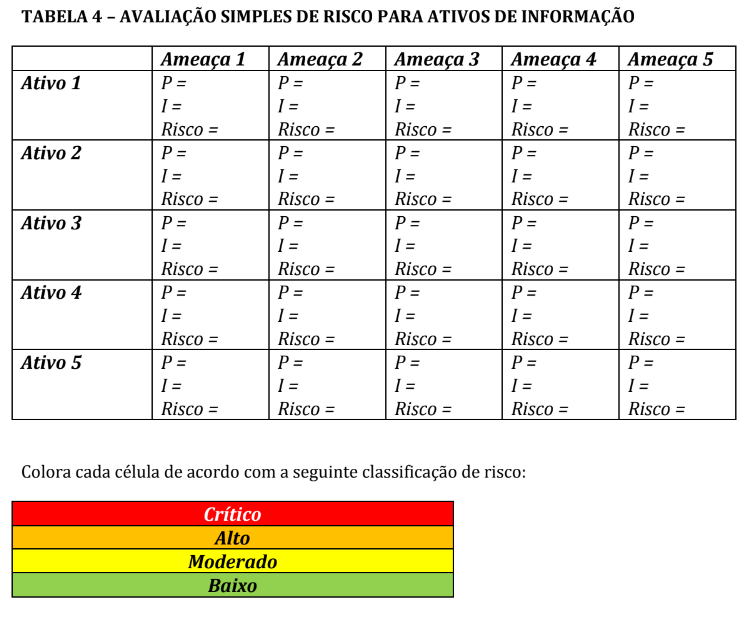 TABELA 4 – AVALIAÇÃO SIMPLES DE RISCO PARA ATIVOS DE INFORMAÇÃO
Ameaça 1 Ameaça 2 Ameaça 3 Ameaça 4 Ameaça 5
Ativo 1 P = P = P = P = P =
I = I = I = I = I =
Risco = Risco = Risco = Risco = Risco =
Ativo 2 P = P = P = P = P =
I = I = I = I = I =
Risco = Risco = Risco = Risco = Risco =
Ativo 3 P = P = P = P = P =
I = I = I = I = I =
Risco = Risco = Risco = Risco = Risco =
Ativo 4 P = P = P = P = P =
I = I = I = I = I =
Risco = Risco = Risco = Risco = Risco =
Ativo 5 P = P = P = P = P =
I = I = I = I = I =
Risco = Risco = Risco = Risco = Risco =
Colora cada célula de acordo com a seguinte classificação de risco:
Crítico
Alto
Moderado
Baixo